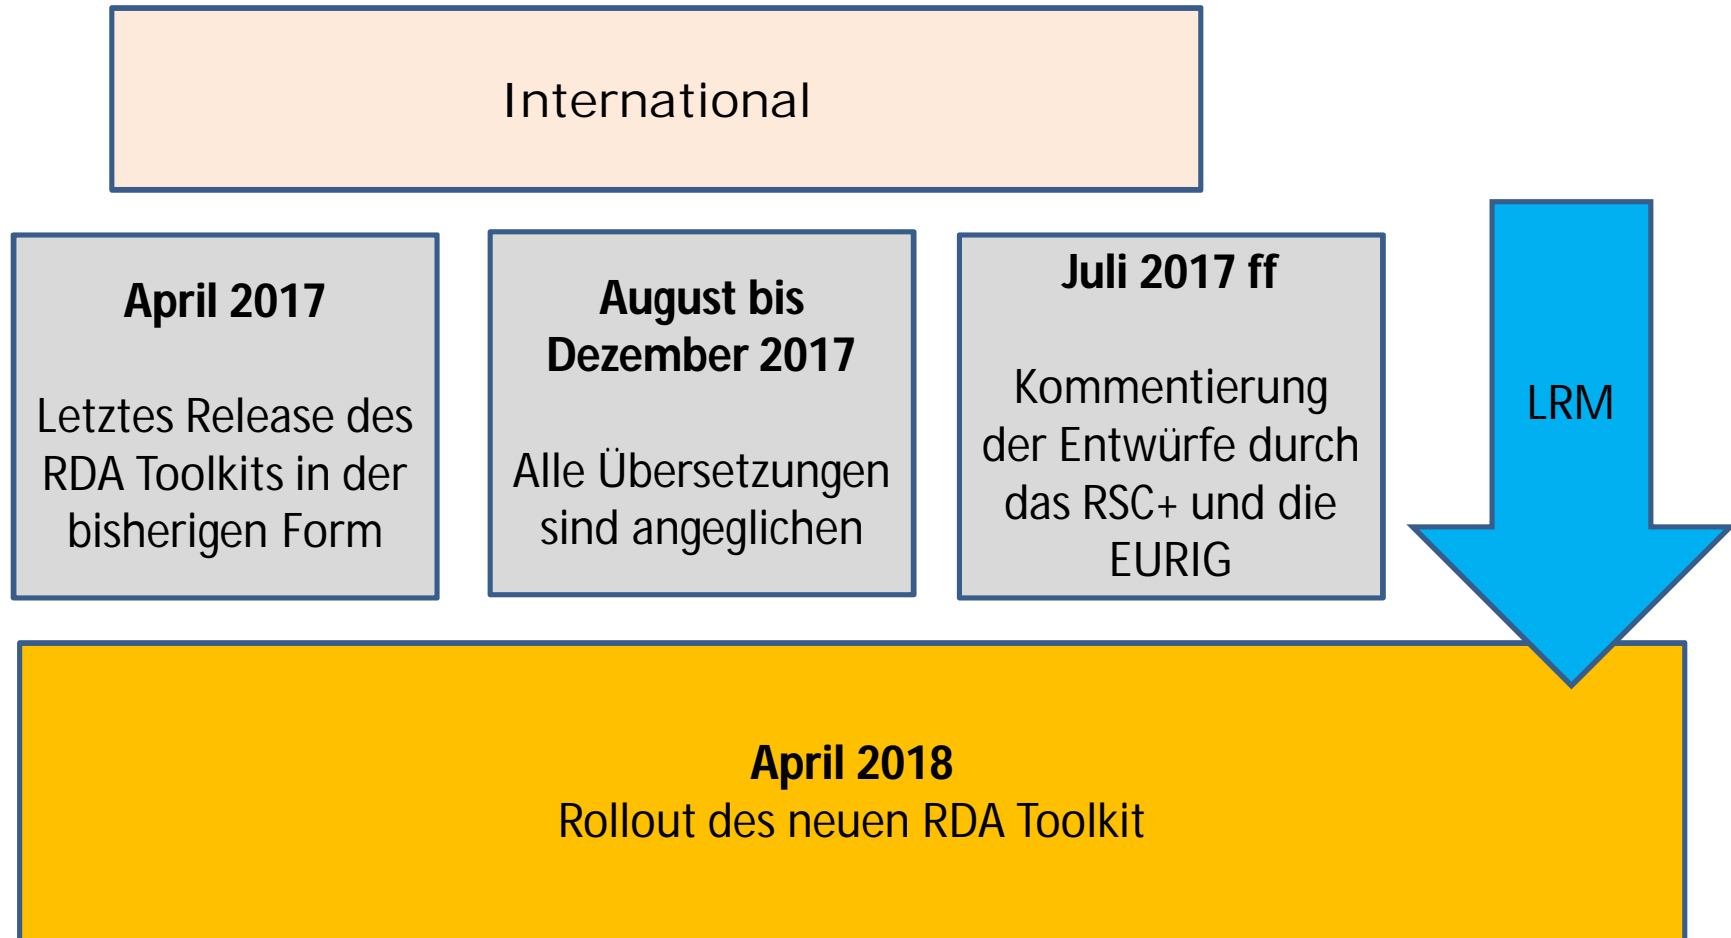 International
April 2017
Letztes Release des
RDA Toolkits in der
bisherigen Form
August bis
Dezember 2017
Alle Übersetzungen
sind angeglichen
Juli 2017 ff
Kommentierung
der Entwürfe durch
das RSC+ und die
EURIG
LRM
April 2018
Rollout des neuen RDA Toolkit